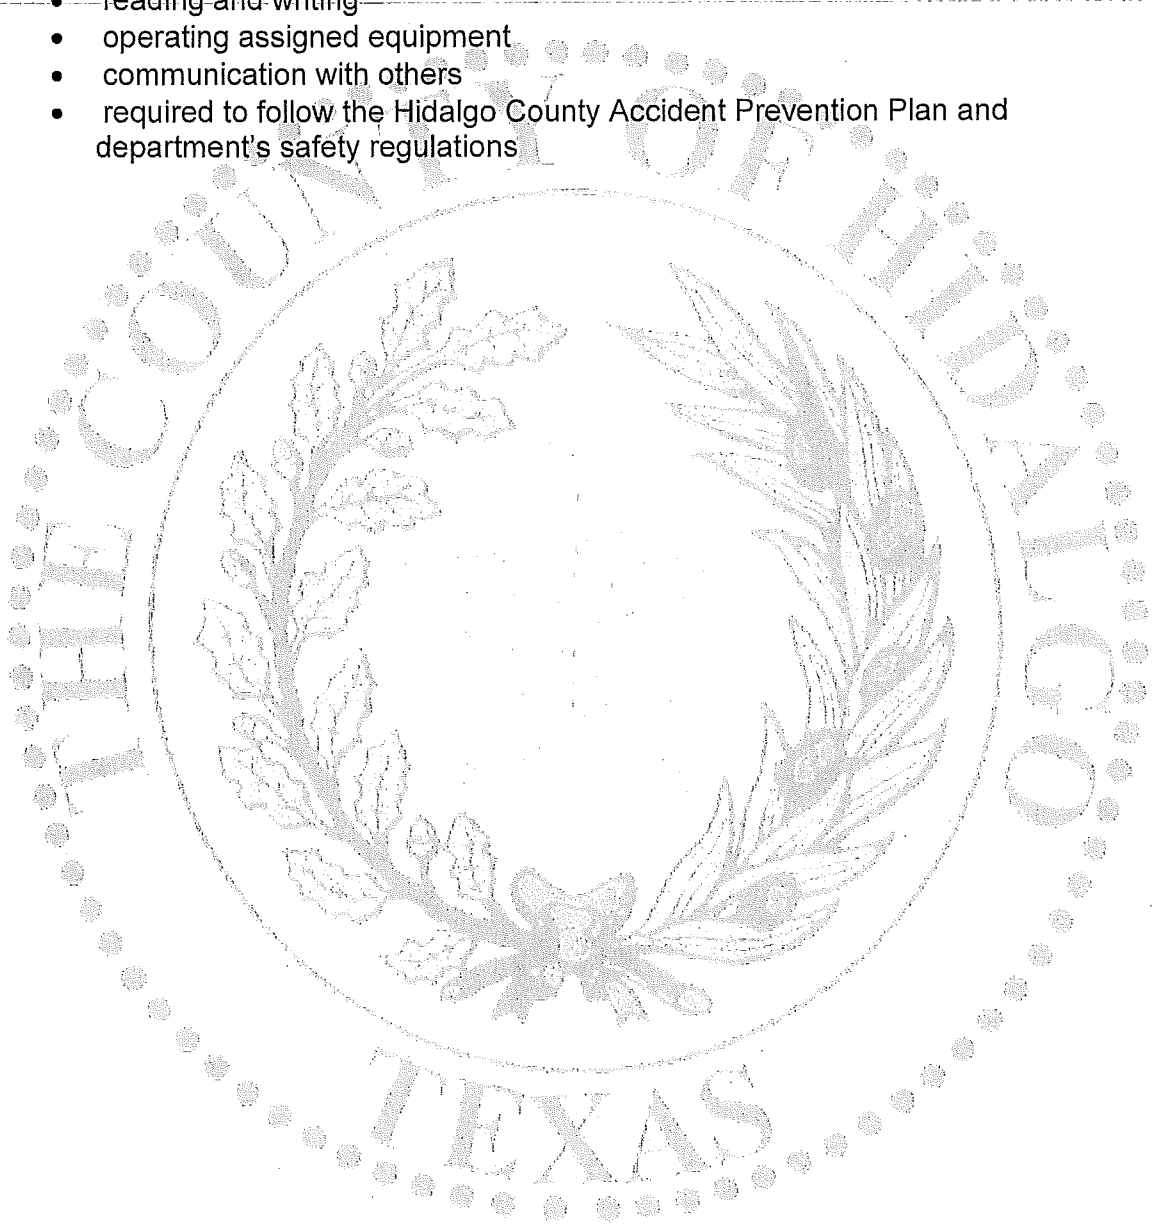 • reading and writing
• operating assigned equipment
• communication with others
• required to follow the Hidalgo County Accident Prevention Plan and
department's safety regulations
THE COUNTY OF HIDALGO
TEXAS